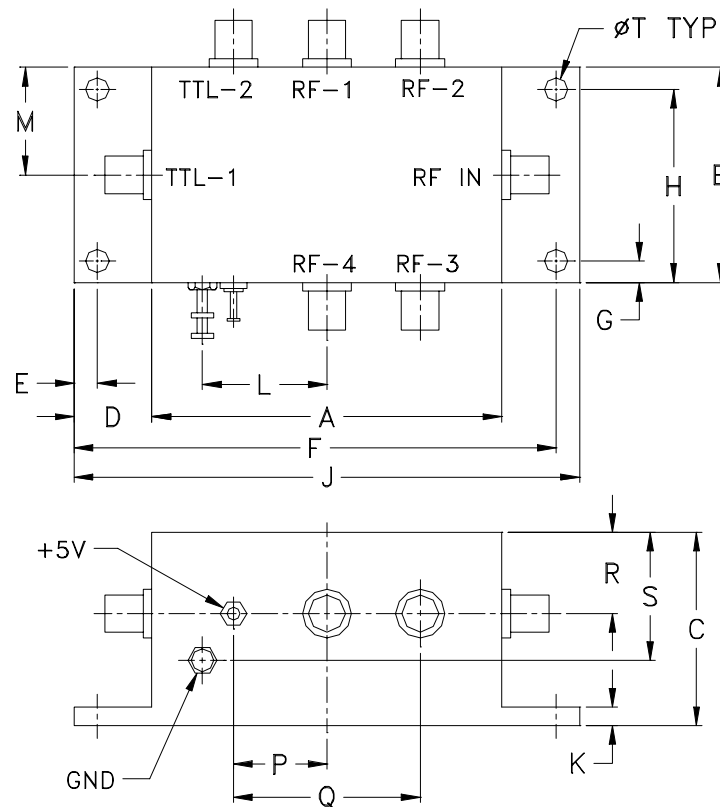 øT TYP
TTL-2 RF-1 RF-2
M
TTL-1 RF IN
H
B
RF-4 RF-3
G
E
L
D
A
F
J
+5V
R
S
C
GND
P
K
Q